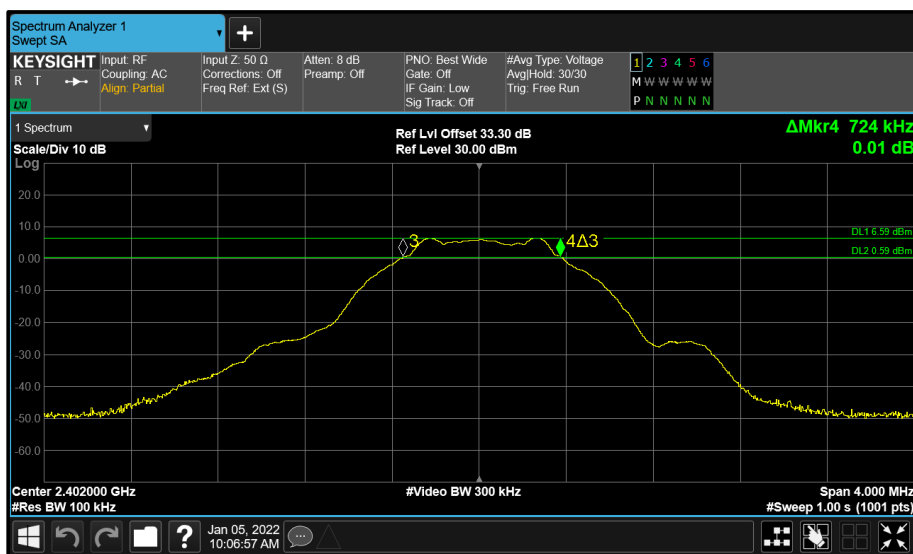 Spectrum Analyzer 1
Swept SA
+
KEYSIGHT
R T
LXI
Input: RF
Coupling: AC
Align: Partial
Input Z: 50 Ω
Corrections: Off
Freq Ref: Ext (S)
Atten: 8 dB
Preamp: Off
PNO: Best Wide
Gate: Off
IF Gain: Low
Sig Track: Off
#Avg Type: Voltage
Avg|Hold: 30/30
Trig: Free Run
1 2 3 4 5 6
M W W W W W
P N N N N N
1 Spectrum
Scale/Div 10 dB
Ref Lvl Offset 33.30 dB
Ref Level 30.00 dBm
ΔMkr4 724 kHz
0.01 dB
Log
20.0
10.0
0.00
-10.0
-20.0
-30.0
-40.0
-50.0
-60.0
3
4Δ3
DL1 6.59 dBm
DL2 0.59 dBm
Center 2.402000 GHz
#Res BW 100 kHz
#Video BW 300 kHz
Span 4.000 MHz
#Sweep 1.00 s (1001 pts)
?
Jan 05, 2022
10:06:57 AM